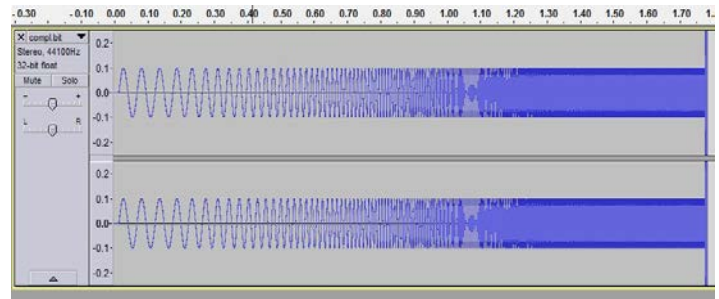 - 0.30 - 0.10 0.00 0.10 0.20 0.30 0.40 0.50 0.60 0.70 0.80 0.90 1.00 1.10 1.20 1.30 1.40 1.50 1.60 1.70 1..
X compl.bit ▼
Stereo, 44100Hz
32-bit float
Mute Solo
- +
L R
0.2
0.1
0.0
-0.1
-0.2
0.2
0.1
0.0
-0.1
-0.2